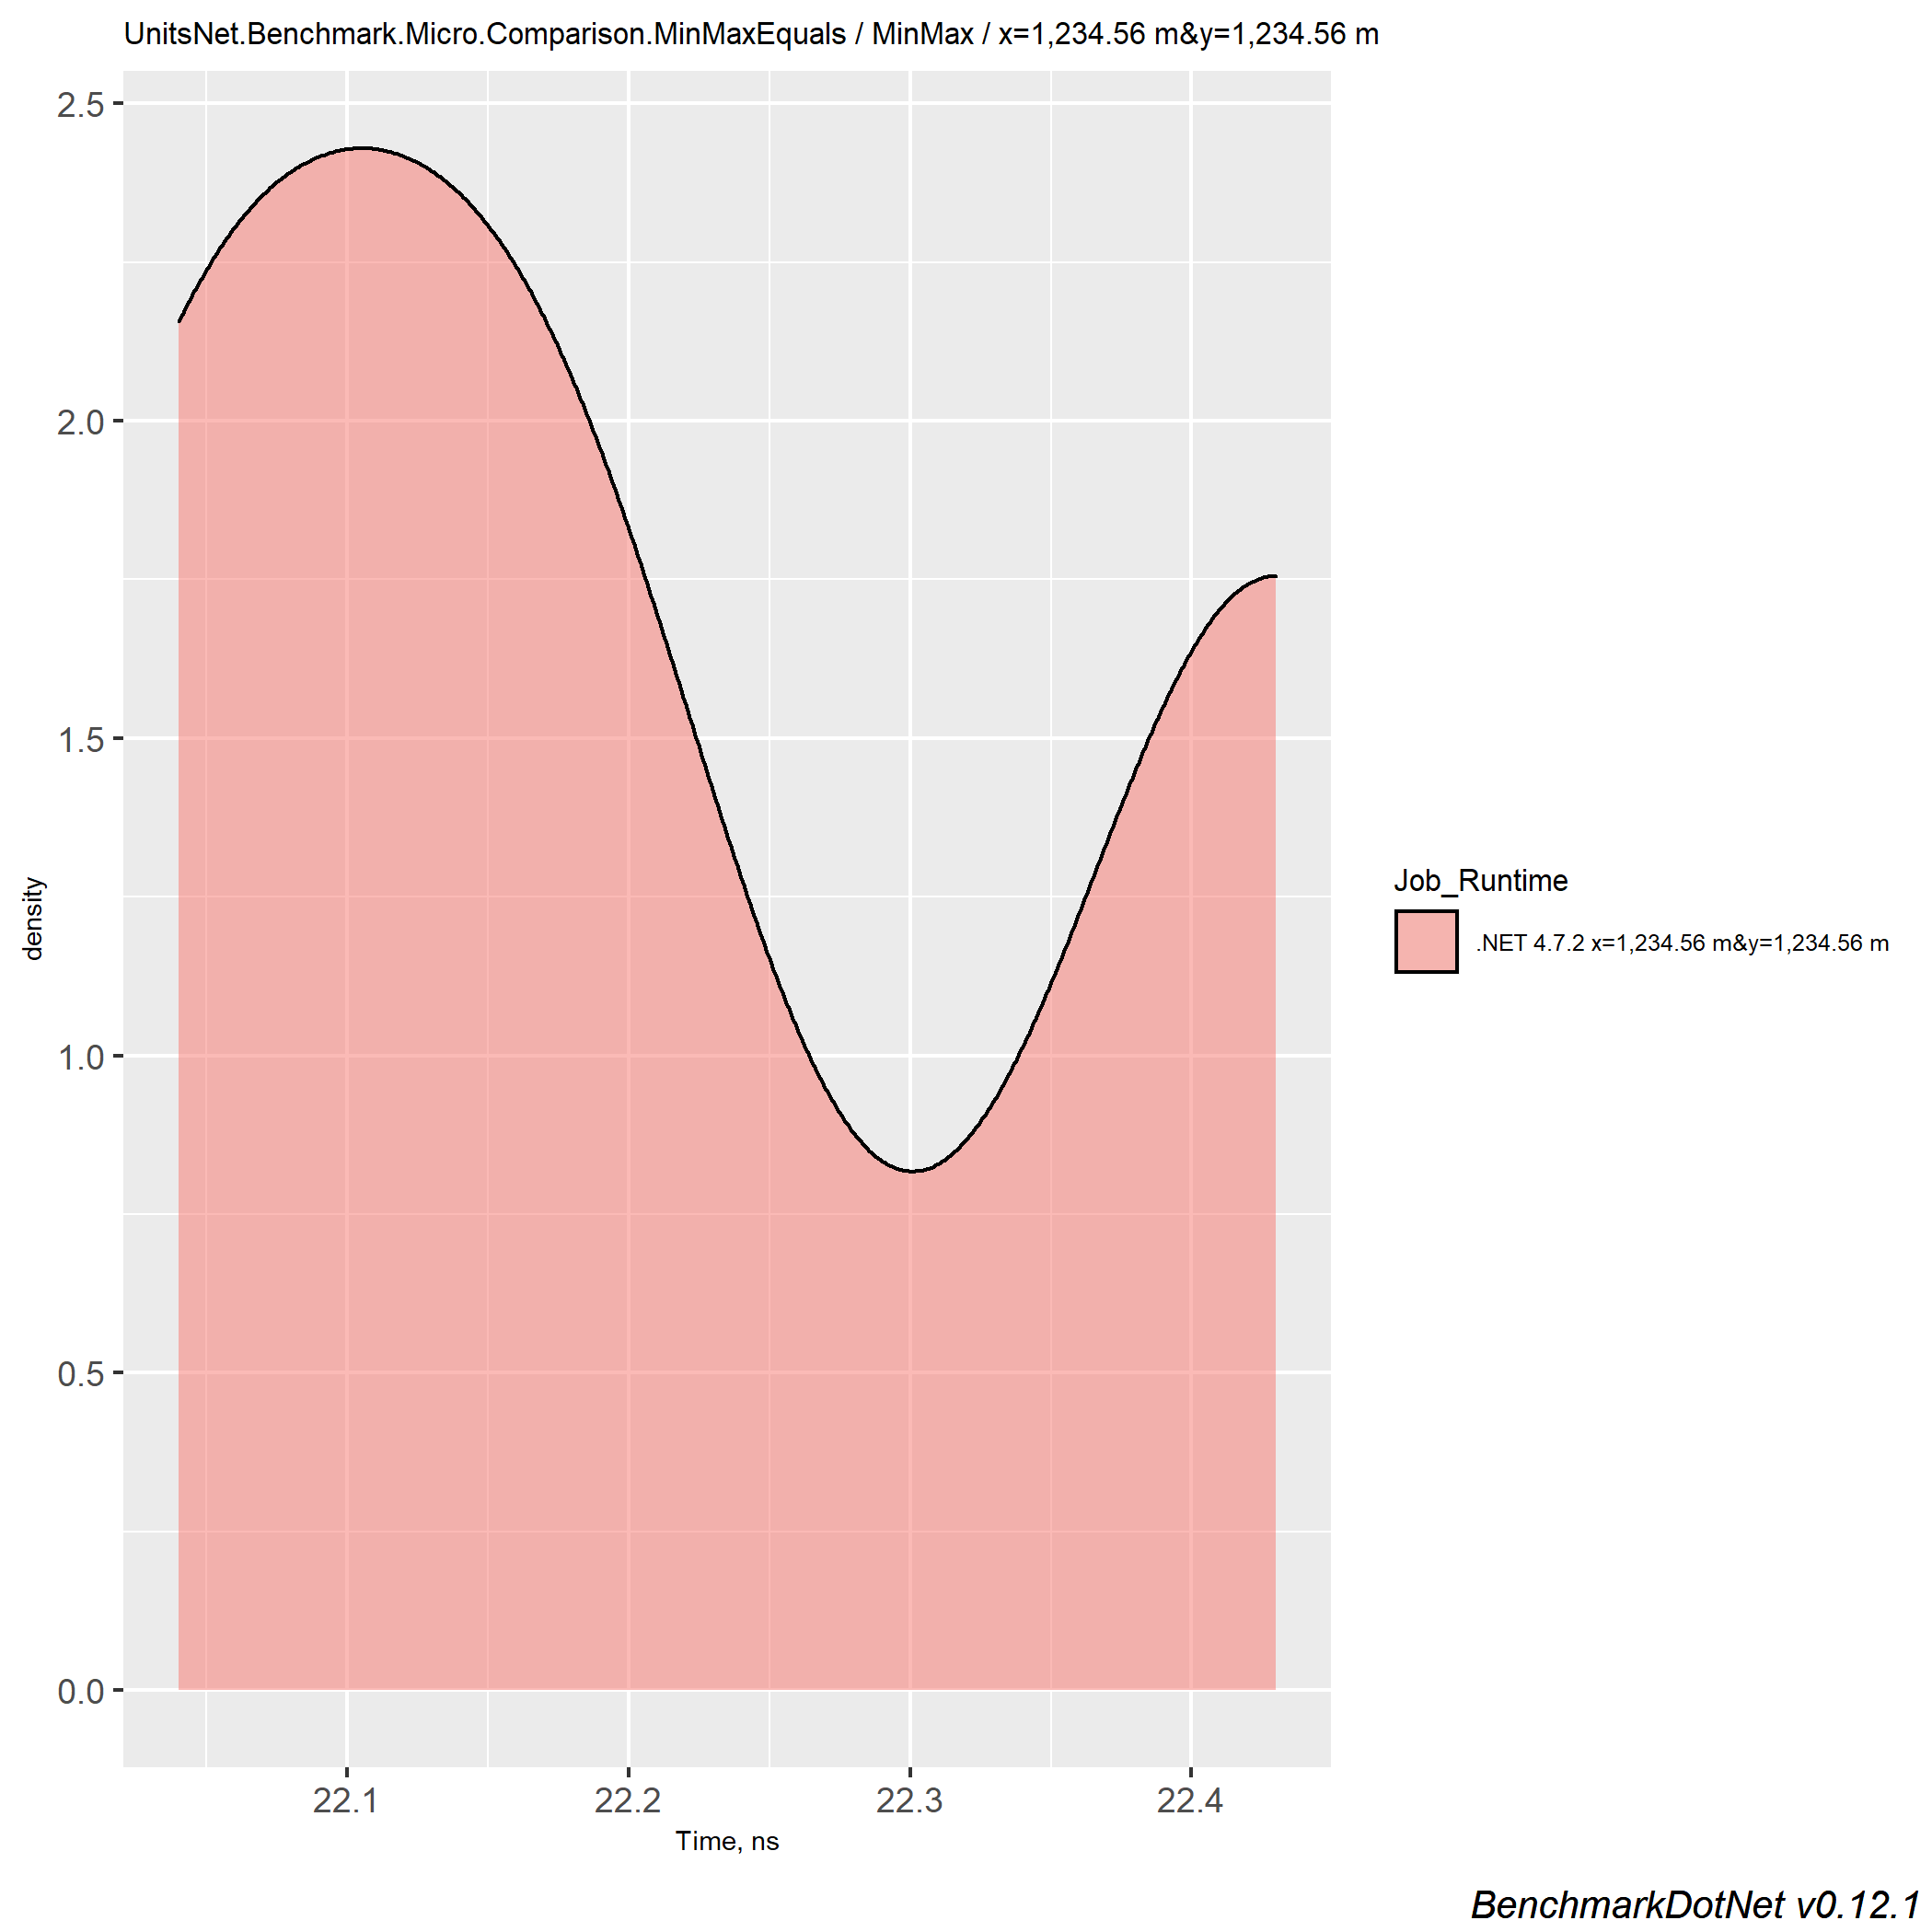 UnitsNet.Benchmark.Micro.Comparison.MinMaxEquals / MinMax / x=1,234.56 m&y=1,234.56 m
2.5
2.0
1.5
1.0
0.5
0.0
density
22.1 22.2 22.3 22.4
Time, ns
Job_Runtime
.NET 4.7.2 x=1,234.56 m&y=1,234.56 m
BenchmarkDotNet v0.12.1